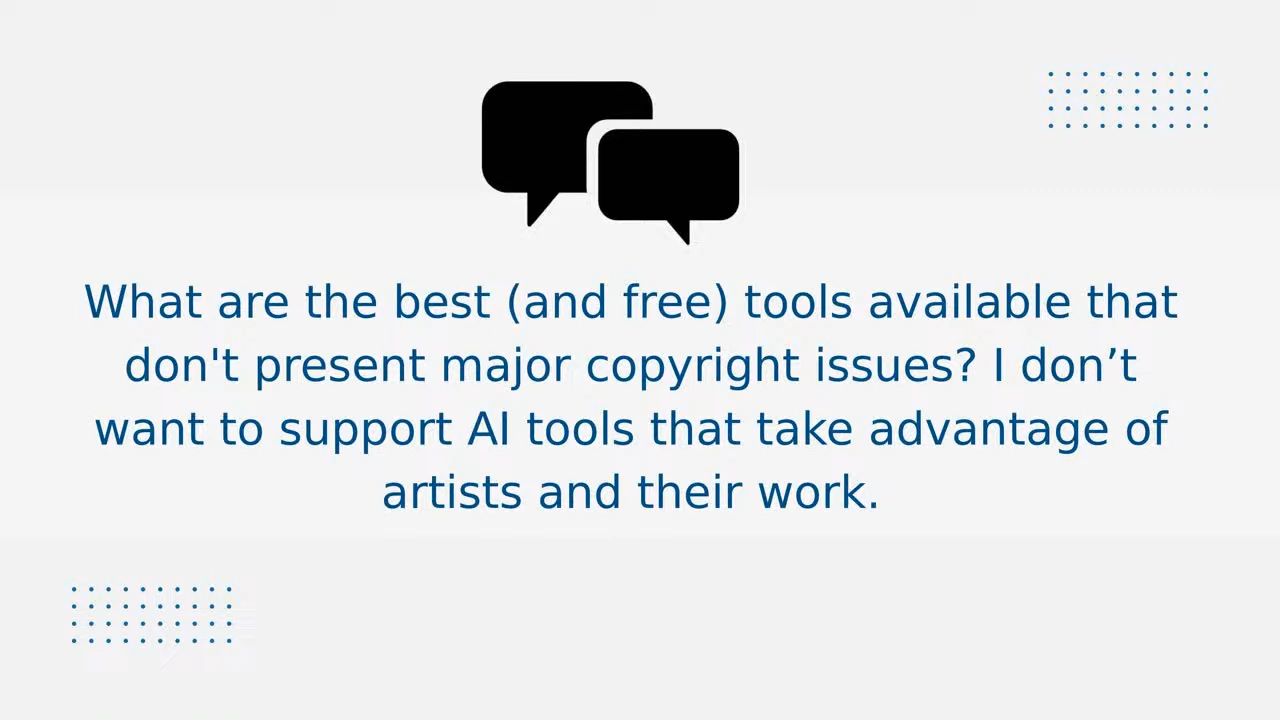 What are the best (and free) tools available that
don't present major copyright issues? I don’t
want to support AI tools that take advantage of
artists and their work.